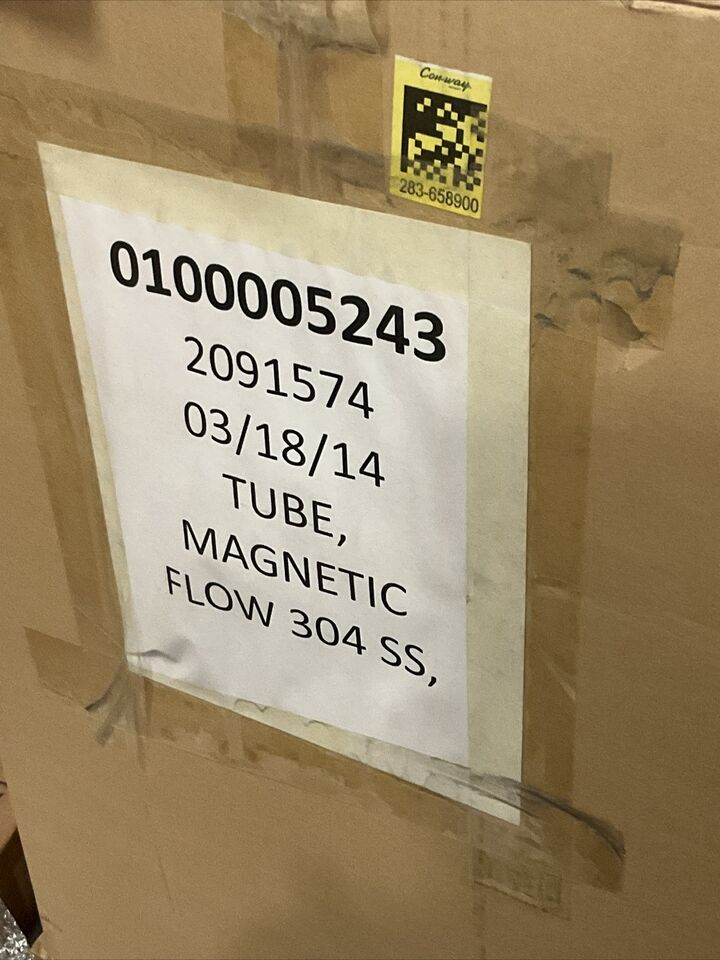 Con-way
283-658900
0100005243
2091574
03/18/14
TUBE,
MAGNETIC
FLOW 304 SS,